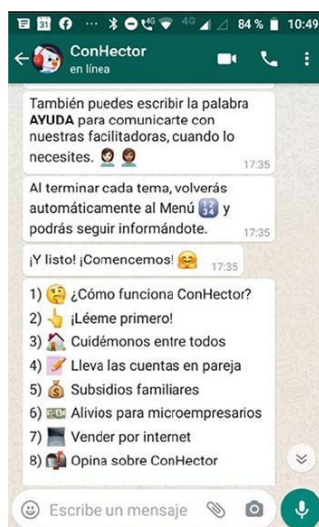 84 % 10:49
ConHector
en línea
También puedes escribir la palabra
AYUDA para comunicarte con
nuestras facilitadoras, cuando lo
necesites.
17:35
Al terminar cada tema, volverás
automáticamente al Menú y
podrás seguir informándote.
17:35
¡Y listo! ¡Comencemos!
17:35
1) ¿Cómo funciona ConHector?
2) ¡Léeme primero!
3) Cuidémonos entre todos
4) Lleva las cuentas en pareja
5) Subsidios familiares
6) Alivios para microempresarios
7) Vender por internet
8) Opina sobre ConHector
Escribe un mensaje